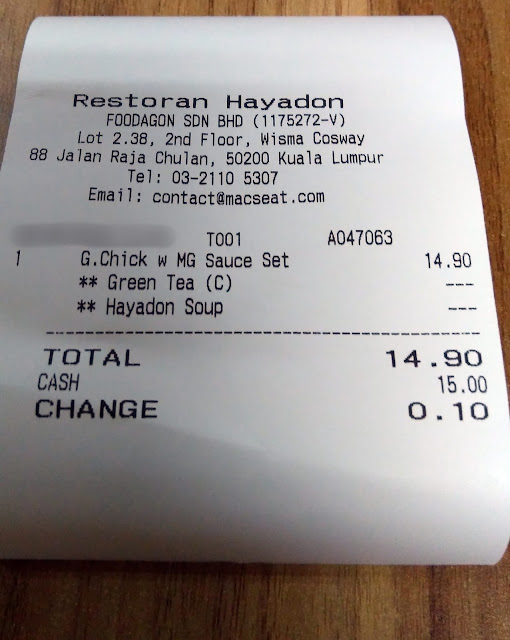 Restoran Hayadon
FOODAGON SDN BHD (1175272-V)
Lot 2.38, 2nd Floor, Wisma Cosway
88 Jalan Raja Chulan, 50200 Kuala Lumpur
Tel: 03-2110 5307
Email: contact@macseat.com
T001 A047063
1 G.Chick w MG Sauce Set 14.90
** Green Tea (C) ---
** Hayadon Soup ---
TOTAL 14.90
CASH 15.00
CHANGE 0.10